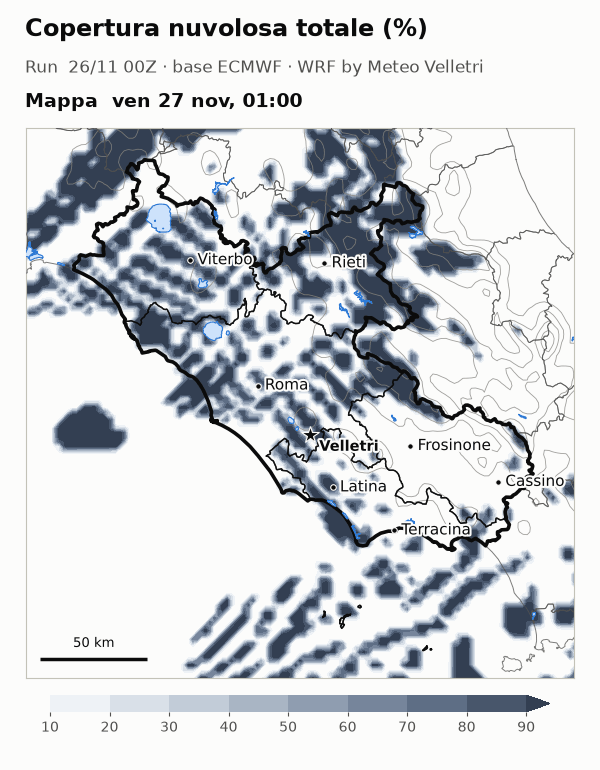 Copertura nuvolosa totale (%)
Run 26/11 00Z · base ECMWF · WRF by Meteo Velletri
Mappa ven 27 nov, 01:00
Viterbo
Rieti
Roma
Velletri
Frosinone
Cassino
Latina
Terracina
50 km
10 20 30 40 50 60 70 80 90